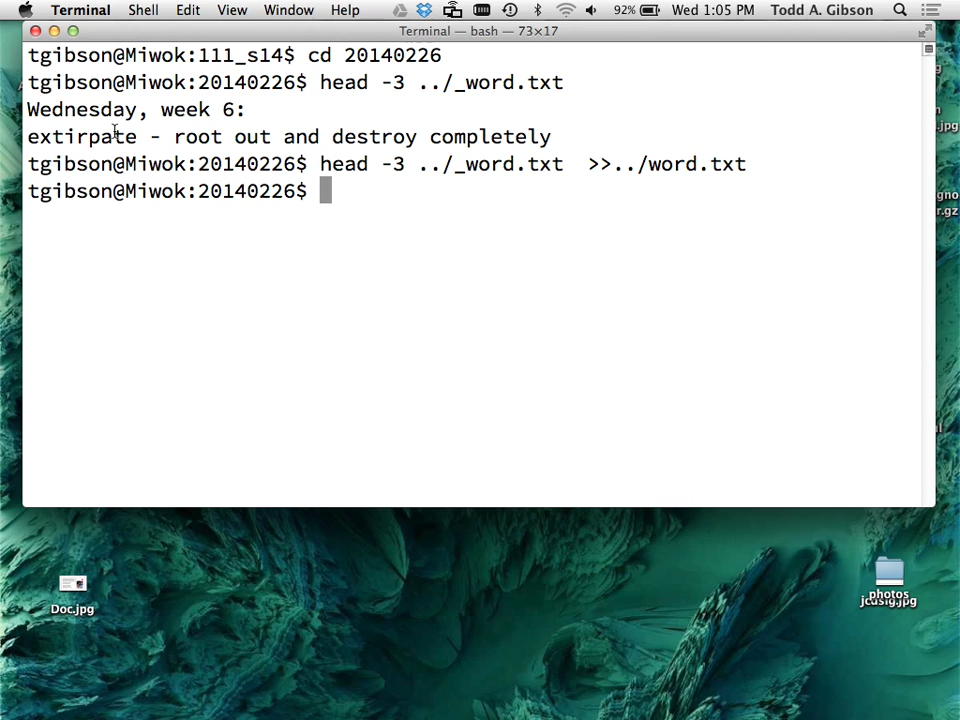 Terminal Shell Edit View Window Help 92% Wed 1:05 PM Todd A. Gibson
Terminal — bash — 73×17
tgibson@Miwok:111_s14$ cd 20140226
tgibson@Miwok:20140226$ head -3 ../_word.txt
Wednesday, week 6:
extirpate - root out and destroy completely
tgibson@Miwok:20140226$ head -3 ../_word.txt  >>../word.txt
tgibson@Miwok:20140226$
Doc.jpg
photos